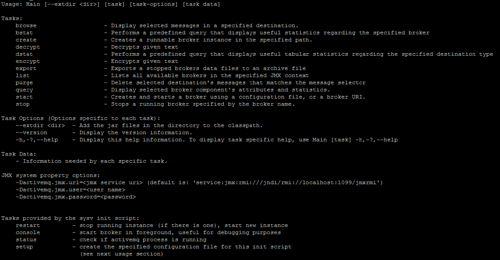 Usage: Main [--extdir <dir>] [task] [task-options] [task data]
Tasks:
browse - Display selected messages in a specified destination.
bstat - Performs a predefined query that displays useful statistics regarding the specified broker
create - Creates a runnable broker instance in the specified path.
decrypt - Decrypts given text
dstat - Performs a predefined query that displays useful tabular statistics regarding the specified destination type
encrypt - Encrypts given text
export - Exports a stopped brokers data files to an archive file
list - Lists all available brokers in the specified JMX context
purge - Delete selected destination's messages that matches the message selector
query - Display selected broker component's attributes and statistics.
start - Creates and starts a broker using a configuration file, or a broker URI.
stop - Stops a running broker specified by the broker name.
Task Options (Options specific to each task):
--extdir <dir> - Add the jar files in the directory to the classpath.
--version - Display the version information.
-h,-?,--help - Display this help information. To display task specific help, use Main [task] -h,-?,--help
Task Data:
- Information needed by each specific task.
JMX system property options:
-Dactivemq.jmx.url=<jmx service uri> (default is: 'service:jmx:rmi:///jndi/rmi://localhost:1099/jmxrmi')
-Dactivemq.jmx.user=<user name>
-Dactivemq.jmx.password=<password>
Tasks provided by the sysv init script:
restart - stop running instance (if there is one), start new instance
console - start broker in foreground, useful for debugging purposes
status - check if activemq process is running
setup - create the specified configuration file for this init script
(see next usage section)